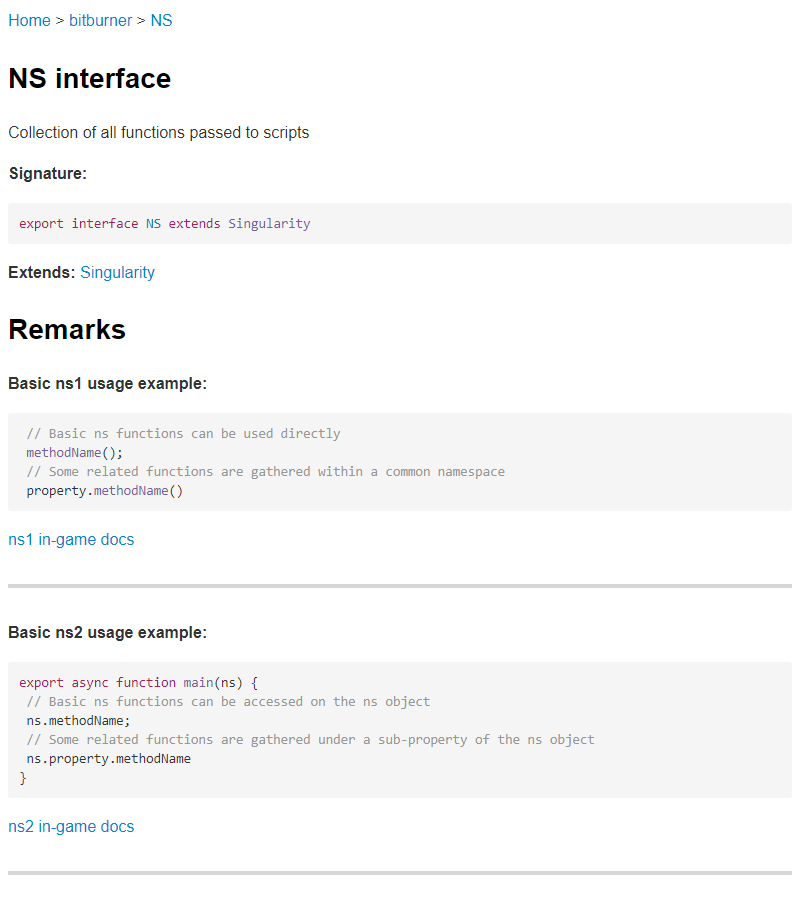 Home > bitburner > NS
NS interface
Collection of all functions passed to scripts
Signature:
export interface NS extends Singularity
Extends: Singularity
Remarks
Basic ns1 usage example:
// Basic ns functions can be used directly
methodName();
// Some related functions are gathered within a common namespace
property.methodName()
ns1 in-game docs
Basic ns2 usage example:
export async function main(ns) {
// Basic ns functions can be accessed on the ns object
ns.methodName;
// Some related functions are gathered under a sub-property of the ns object
ns.property.methodName
}
ns2 in-game docs